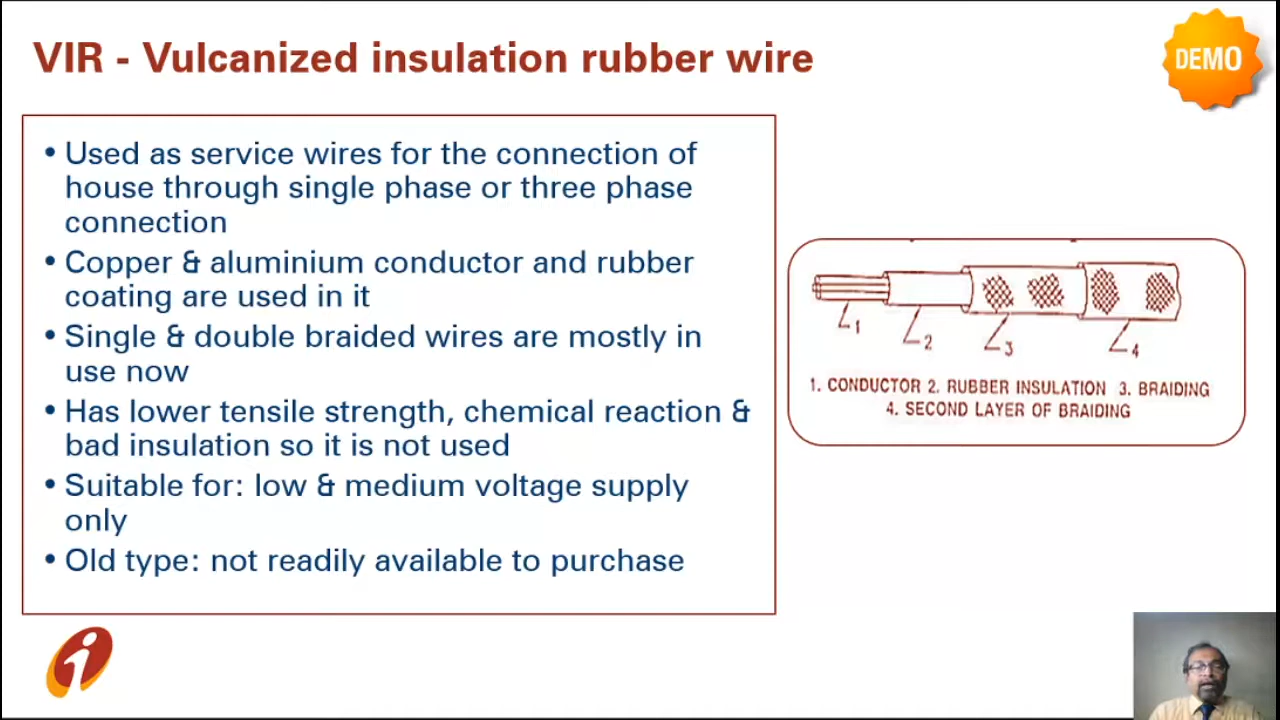 VIR - Vulcanized insulation rubber wire
DEMO
• Used as service wires for the connection of
house through single phase or three phase
connection
• Copper & aluminium conductor and rubber
coating are used in it
• Single & double braided wires are mostly in
use now
• Has lower tensile strength, chemical reaction &
bad insulation so it is not used
• Suitable for: low & medium voltage supply
only
• Old type: not readily available to purchase
1
2
3
4
1. CONDUCTOR 2. RUBBER INSULATION 3. BRAIDING
4. SECOND LAYER OF BRAIDING
i